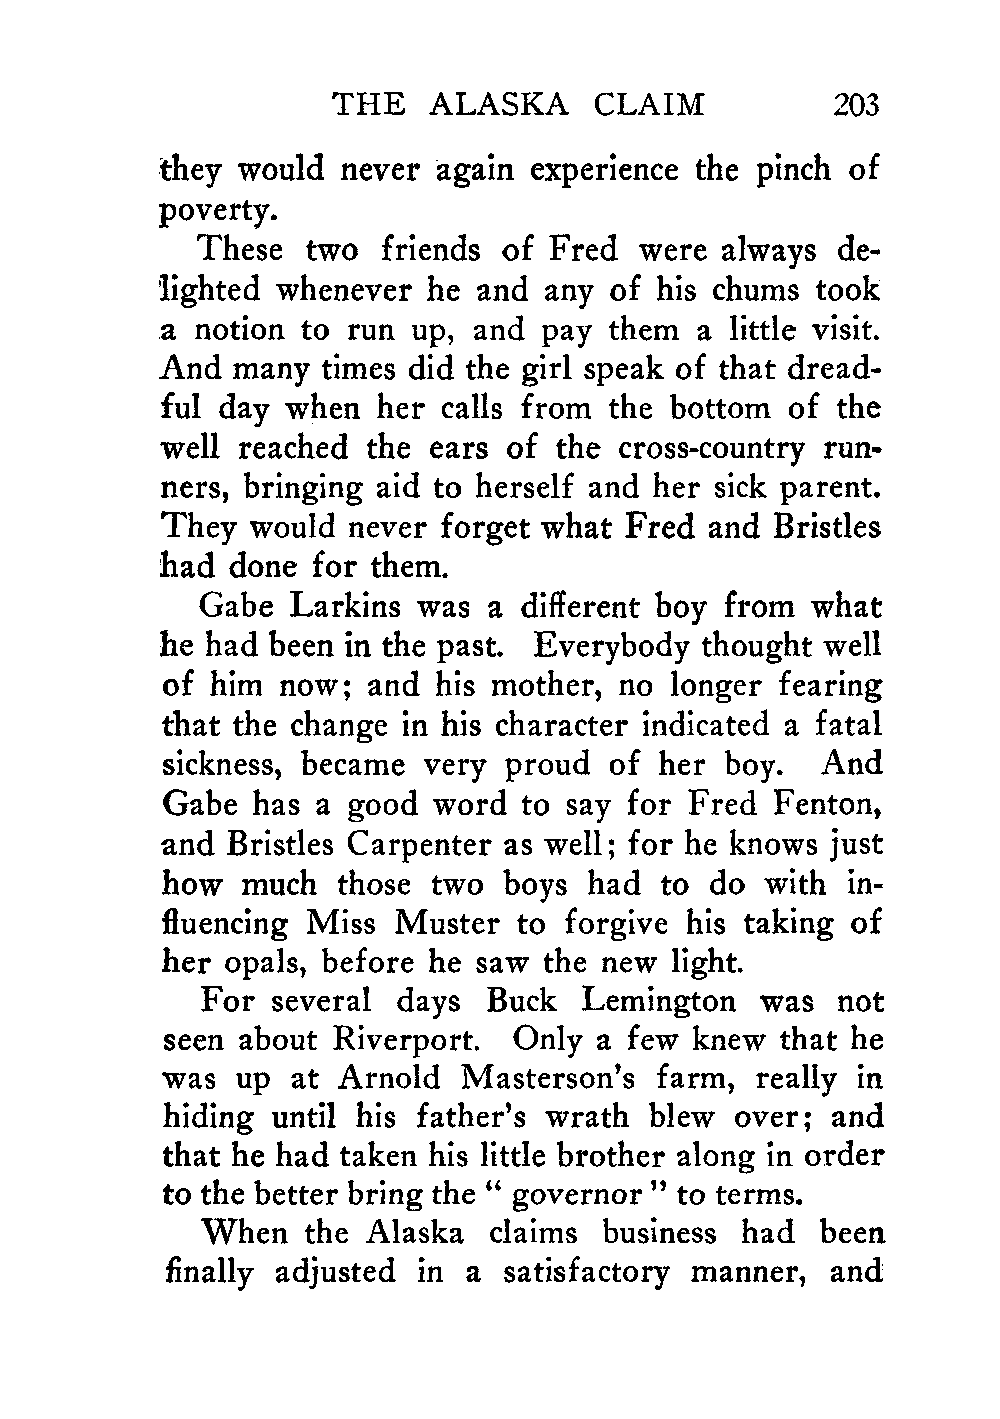 THE ALASKA CLAIM 203
they would never again experience the pinch of
poverty.
These two friends of Fred were always de-
lighted whenever he and any of his chums took
a notion to run up, and pay them a little visit.
And many times did the girl speak of that dread-
ful day when her calls from the bottom of the
well reached the ears of the cross-country run-
ners, bringing aid to herself and her sick parent.
They would never forget what Fred and Bristles
had done for them.
Gabe Larkins was a different boy from what
he had been in the past. Everybody thought well
of him now; and his mother, no longer fearing
that the change in his character indicated a fatal
sickness, became very proud of her boy. And
Gabe has a good word to say for Fred Fenton,
and Bristles Carpenter as well; for he knows just
how much those two boys had to do with in-
fluencing Miss Muster to forgive his taking of
her opals, before he saw the new light.
For several days Buck Lemington was not
seen about Riverport. Only a few knew that he
was up at Arnold Masterson's farm, really in
hiding until his father's wrath blew over; and
that he had taken his little brother along in order
to the better bring the " governor " to terms.
When the Alaska claims business had been
finally adjusted in a satisfactory manner, and